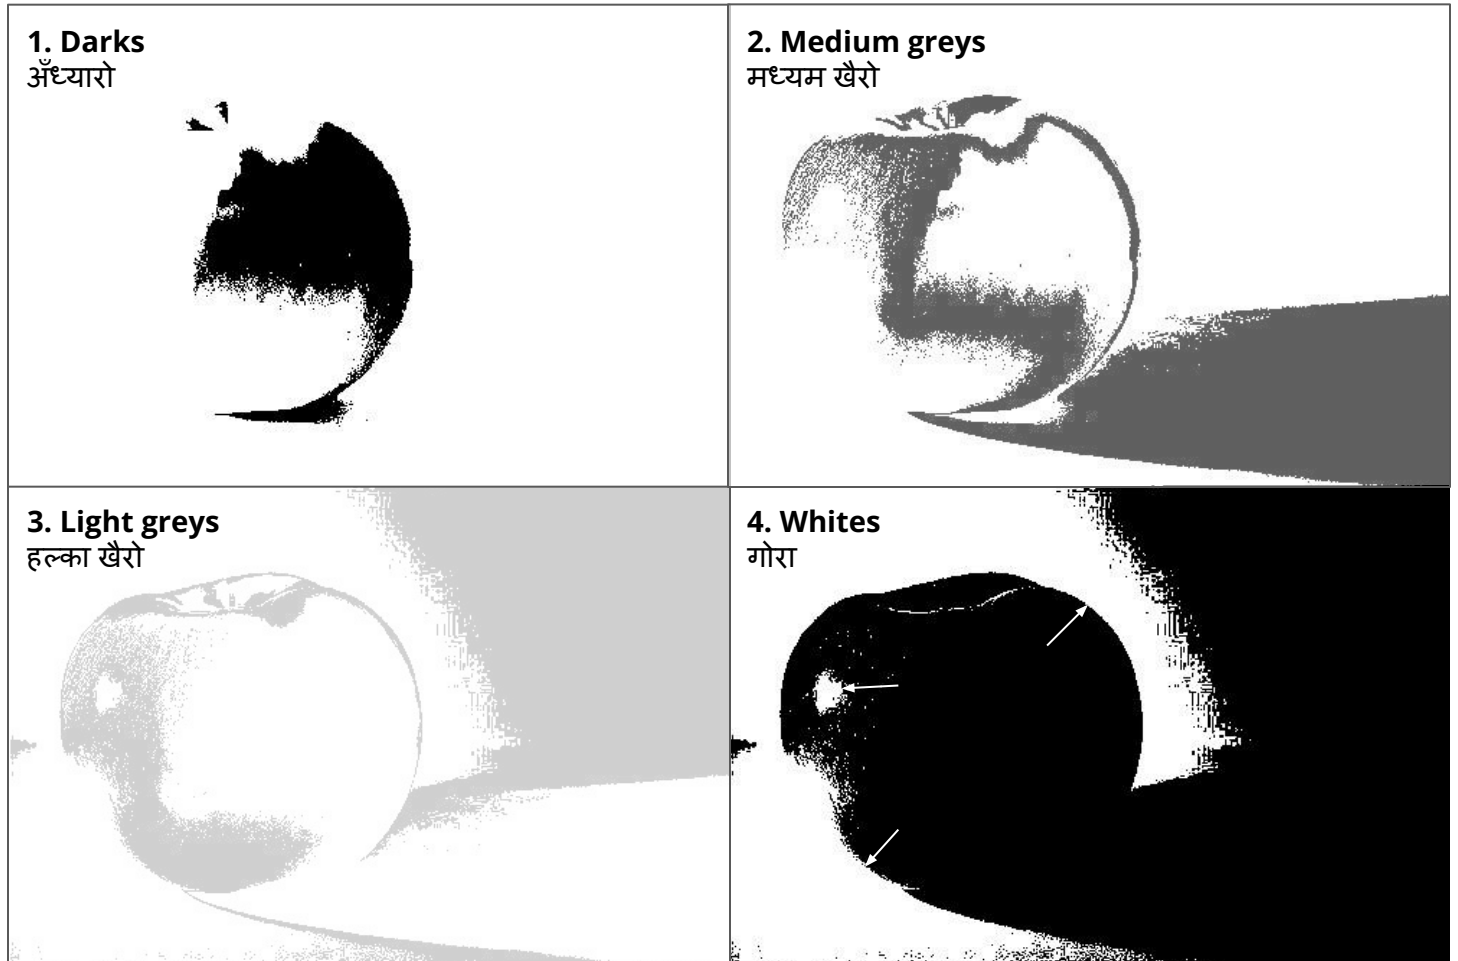 1. Darks
अँध्यारो
2. Medium greys
मध्यम खैरो
3. Light greys
हल्का खैरो
4. Whites
गोरा